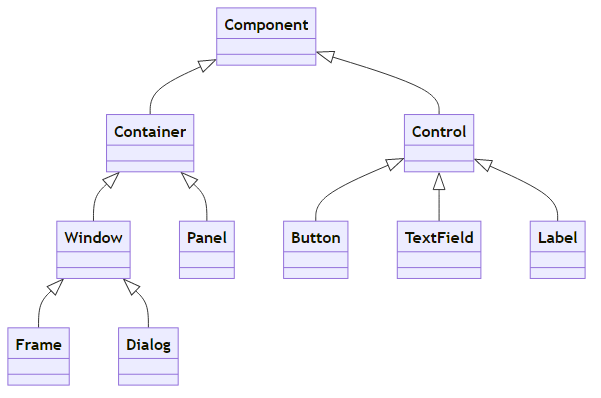 Component
Container
Control
Window
Panel
Button
TextField
Label
Frame
Dialog